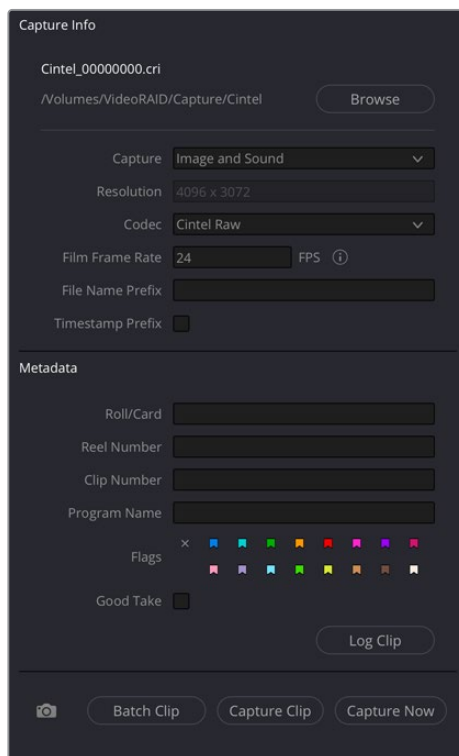 Capture Info
Cintel_00000000.cri
/Volumes/VideoRAID/Capture/Cintel
Browse
Capture Image and Sound
Resolution 4096 x 3072
Codec Cintel Raw
Film Frame Rate 24 FPS
File Name Prefix
Timestamp Prefix
Metadata
Roll/Card
Reel Number
Clip Number
Program Name
Flags
Good Take
Log Clip
Batch Clip Capture Clip Capture Now